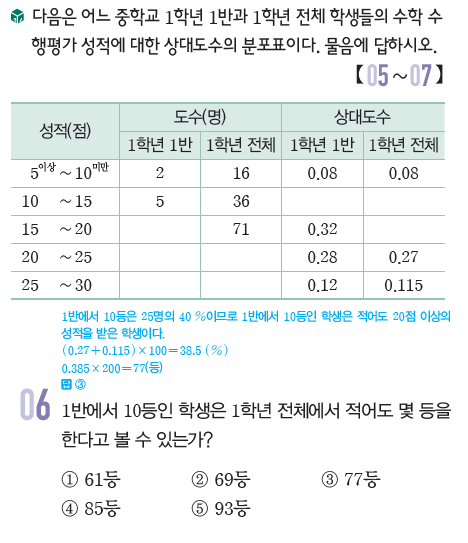 다음은 어느 중학교 1학년 1반과 1학년 전체 학생들의 수학 수
행평가 성적에 대한 상대도수의 분포표이다. 물음에 답하시오.
【05~07】
성적(점) 도수(명) 상대도수
1학년 1반 1학년 전체 1학년 1반 1학년 전체
5이상 ~ 10미만 2 16 0.08 0.08
10 ~ 15 5 36
15 ~ 20 71 0.32
20 ~ 25 0.28 0.27
25 ~ 30 0.12 0.115
1반에서 10등은 25명의 40 %이므로 1반에서 10등인 학생은 적어도 20점 이상의
성적을 받은 학생이다.
(0.27+0.115)×100=38.5 (%)
0.385×200=77(등)
답 ③
06 1반에서 10등인 학생은 1학년 전체에서 적어도 몇 등을
한다고 볼 수 있는가?
① 61등 ② 69등 ③ 77등
④ 85등 ⑤ 93등